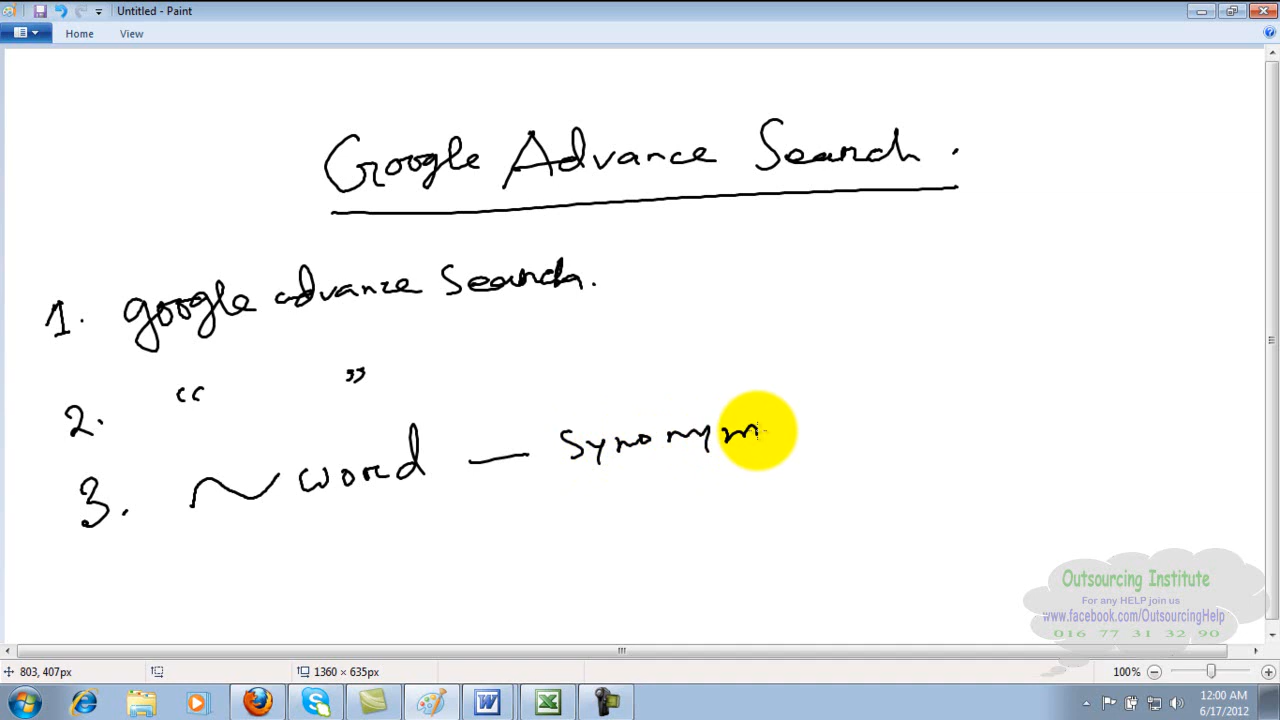 Untitled - Paint
Home View
Google Advance Search.
1. google advance Search.
2. “ ”
3. ~ word — Synonym
Outsourcing Institute
For any HELP join us
www.facebook.com/OutsourcingHelp
016 77 31 32 90
803, 407px 1360 × 635px 100%
12:00 AM
6/17/2012